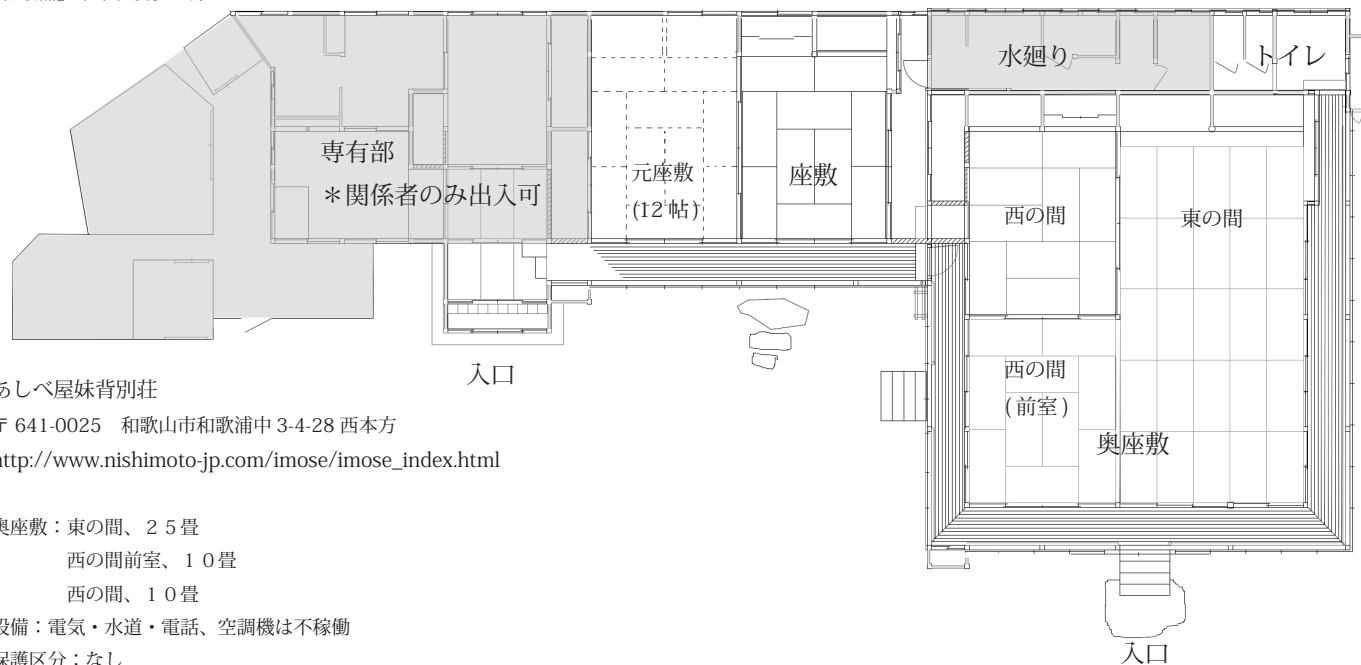 水廻り
トイレ
専有部
＊関係者のみ出入可
元座敷
(12 帖)
座敷
西の間
東の間
西の間
(前室)
奥座敷
入口
入口
あしべ屋妹背別荘
〒 641-0025　和歌山市和歌浦中 3-4-28 西本方
http://www.nishimoto-jp.com/imose/imose_index.html
奥座敷：東の間、２５畳
西の間前室、１０畳
西の間、１０畳
設備：電気・水道・電話、空調機は不稼働
保護区分：なし